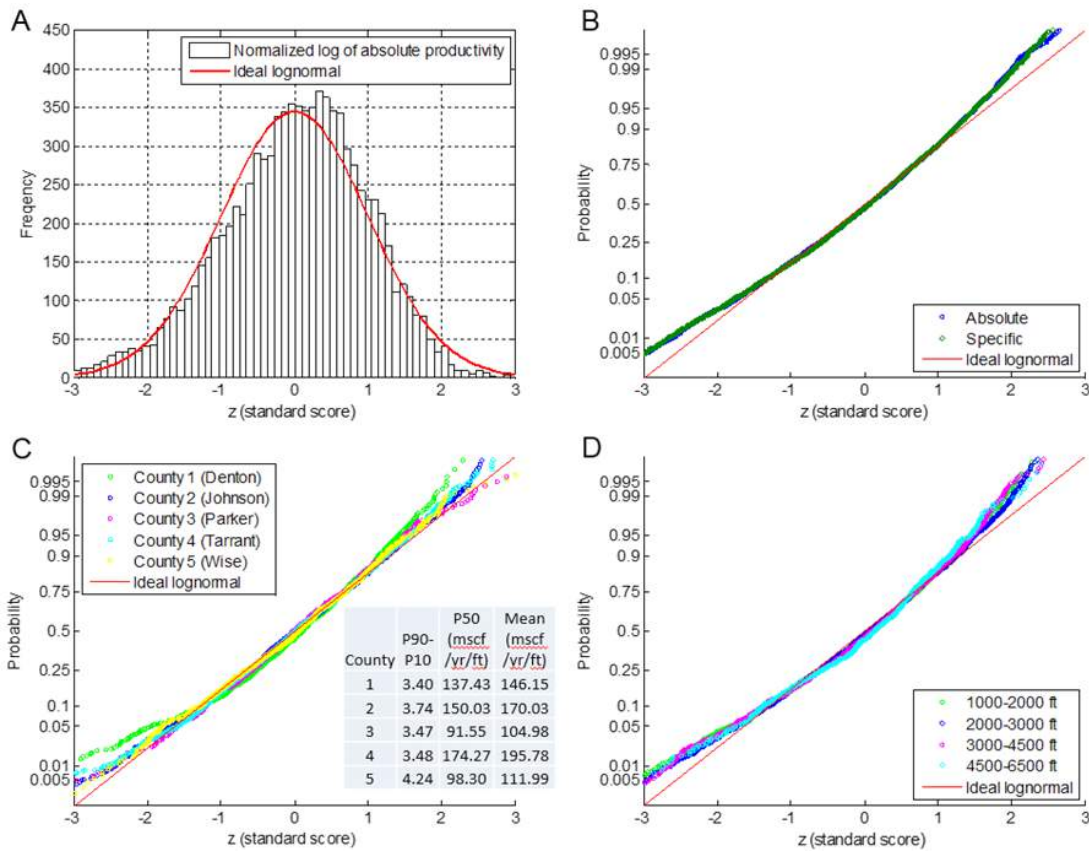 A
450
400
350
300
250
200
150
100
50
0
Freqency
Normalized log of absolute productivity
Ideal lognormal
-3 -2 -1 0 1 2 3
z (standard score)
B
0.995
0.99
0.95
0.9
0.75
0.5
0.25
0.1
0.05
0.01
0.005
Probability
Absolute
Specific
Ideal lognormal
-3 -2 -1 0 1 2 3
z (standard score)
C
0.995
0.99
0.95
0.9
0.75
0.5
0.25
0.1
0.05
0.01
0.005
Probability
County 1 (Denton)
County 2 (Johnson)
County 3 (Parker)
County 4 (Tarrant)
County 5 (Wise)
Ideal lognormal
County P90-P10 P50 (mscf /yr/ft) Mean (mscf /yr/ft)
1 3.40 137.43 146.15
2 3.74 150.03 170.03
3 3.47 91.55 104.98
4 3.48 174.27 195.78
5 4.24 98.30 111.99
-3 -2 -1 0 1 2 3
z (standard score)
D
0.995
0.99
0.95
0.9
0.75
0.5
0.25
0.1
0.05
0.01
0.005
Probability
1000-2000 ft
2000-3000 ft
3000-4500 ft
4500-6500 ft
Ideal lognormal
-3 -2 -1 0 1 2 3
z (standard score)